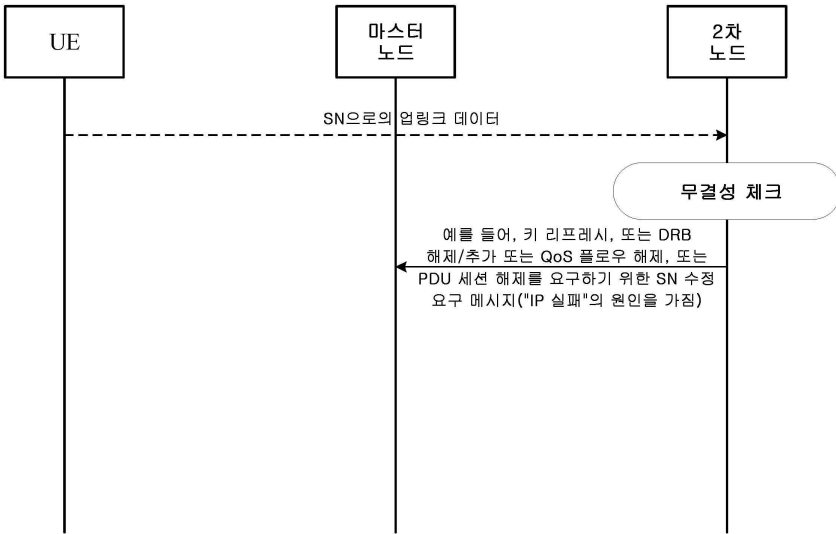 UE
마스터
노드
2차
노드
SN으로의 업링크 데이터
무결성 체크
예를 들어, 키 리프레시, 또는 DRB
해제/추가 또는 QoS 플로우 해제, 또는
PDU 세션 해제를 요구하기 위한 SN 수정
요구 메시지("IP 실패"의 원인을 가짐)